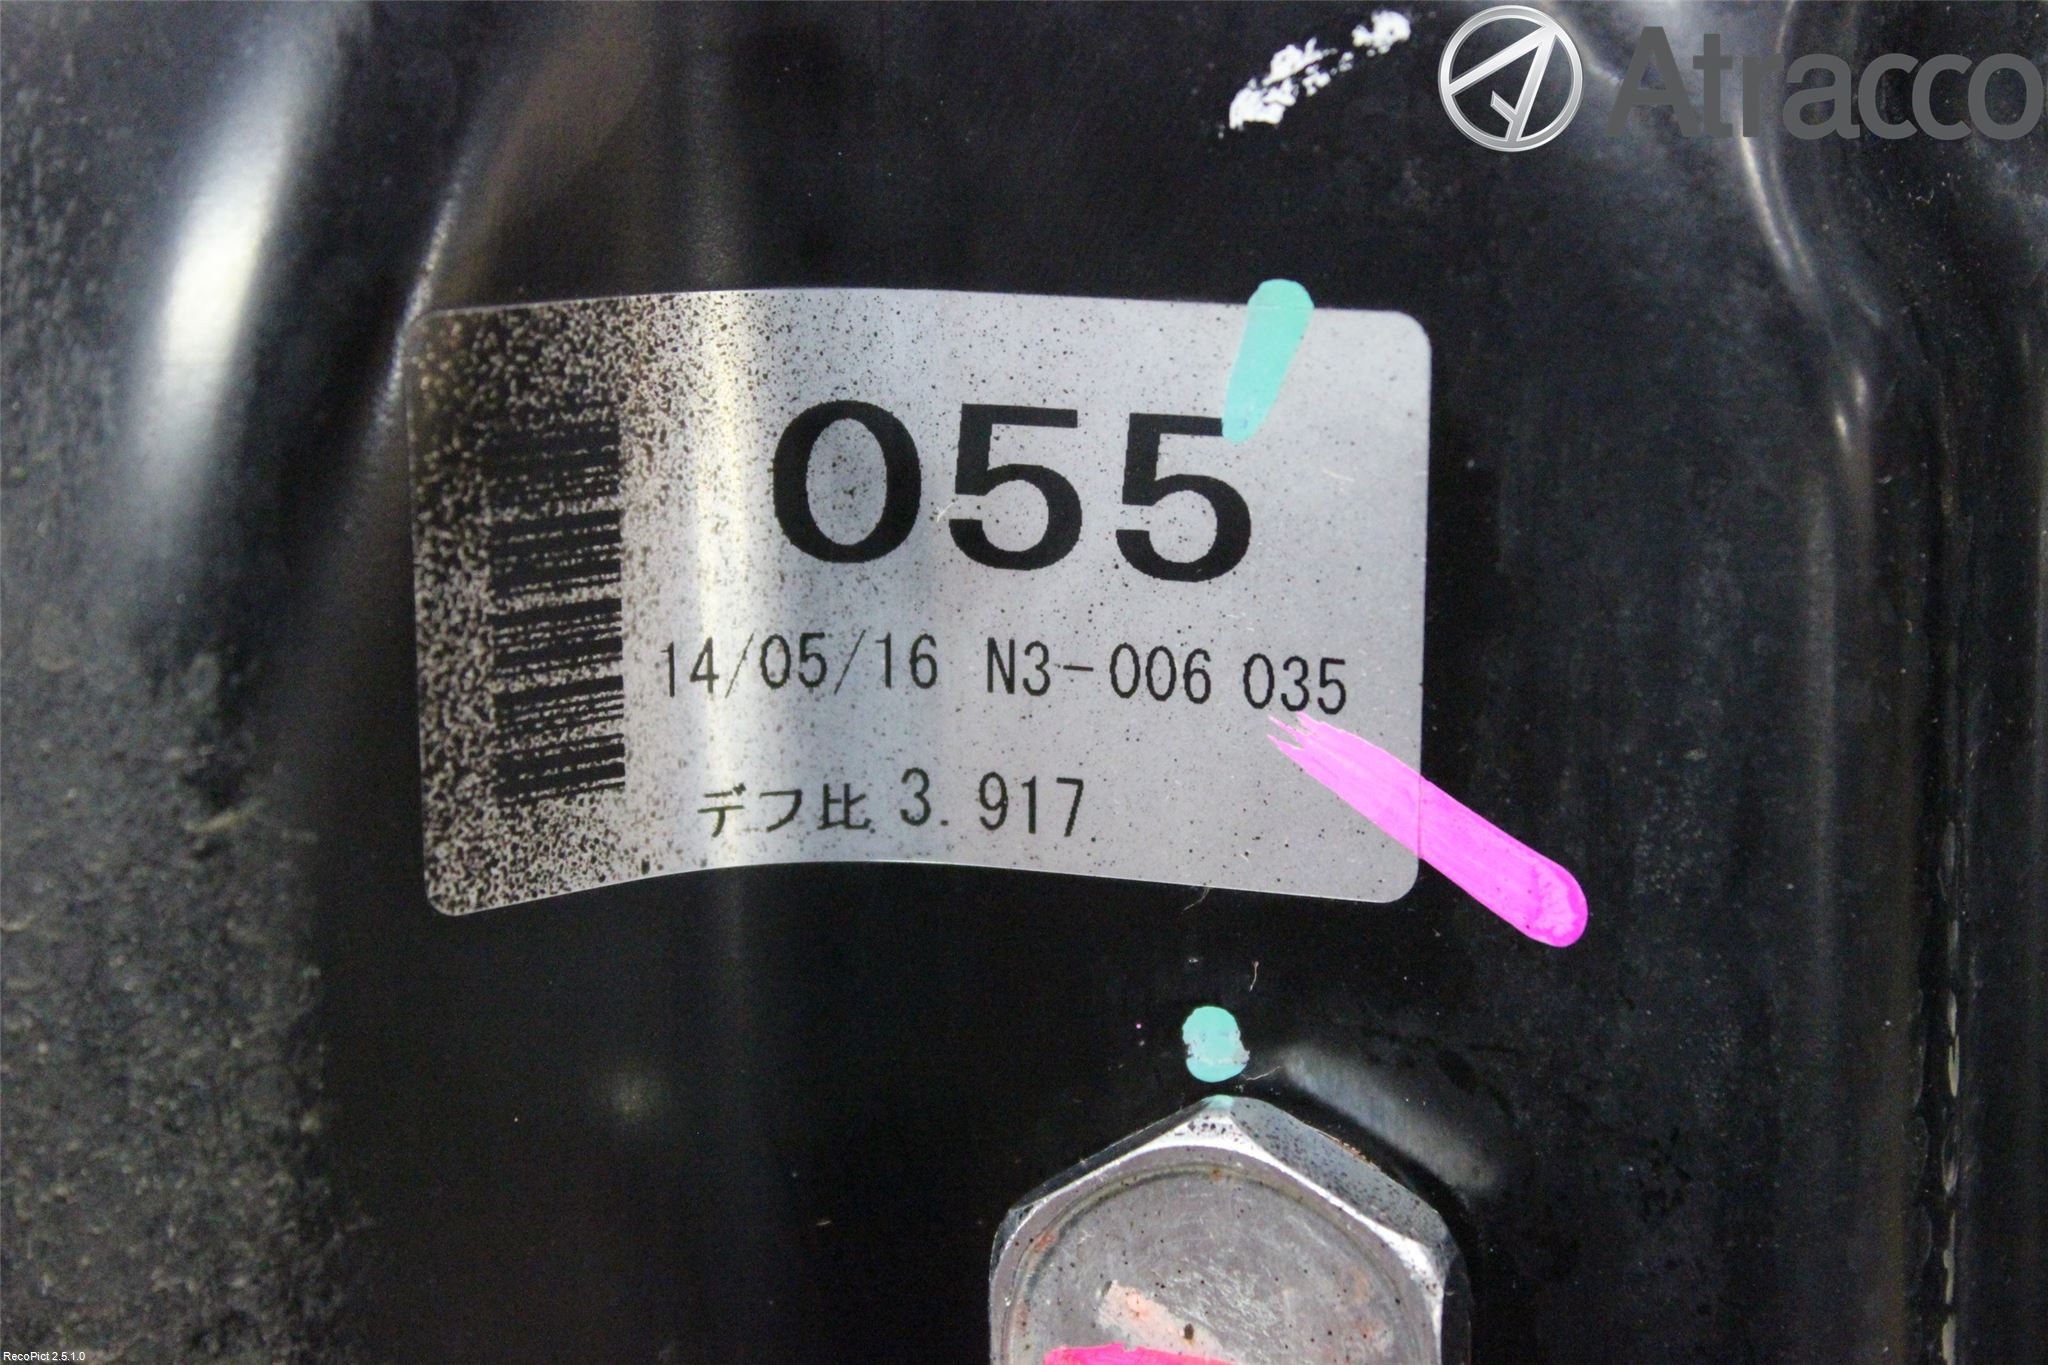 Atracco
055
14/05/16 N3-006 035
デフ比 3.917
RecoPict 2.5.1.0